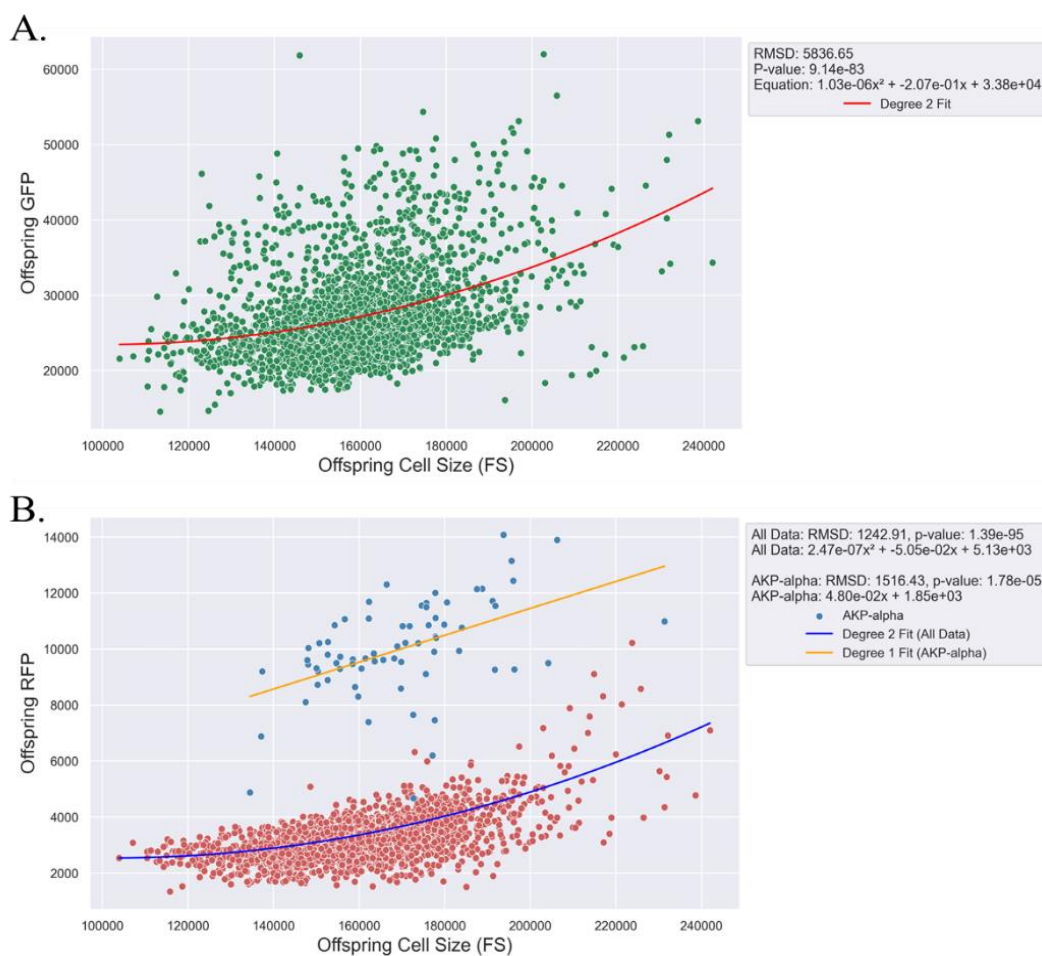 A.
60000
50000
40000
30000
20000
Offspring GFP
100000 120000 140000 160000 180000 200000 220000 240000
Offspring Cell Size (FS)
RMSD: 5836.65
P-value: 9.14e-83
Equation: 1.03e-06x² + -2.07e-01x + 3.38e+04
Degree 2 Fit
B.
14000
12000
10000
8000
6000
4000
2000
Offspring RFP
100000 120000 140000 160000 180000 200000 220000 240000
Offspring Cell Size (FS)
All Data: RMSD: 1242.91, p-value: 1.39e-95
All Data: 2.47e-07x² + -5.05e-02x + 5.13e+03
AKP-alpha: RMSD: 1516.43, p-value: 1.78e-05
AKP-alpha: 4.80e-02x + 1.85e+03
AKP-alpha
Degree 2 Fit (All Data)
Degree 1 Fit (AKP-alpha)